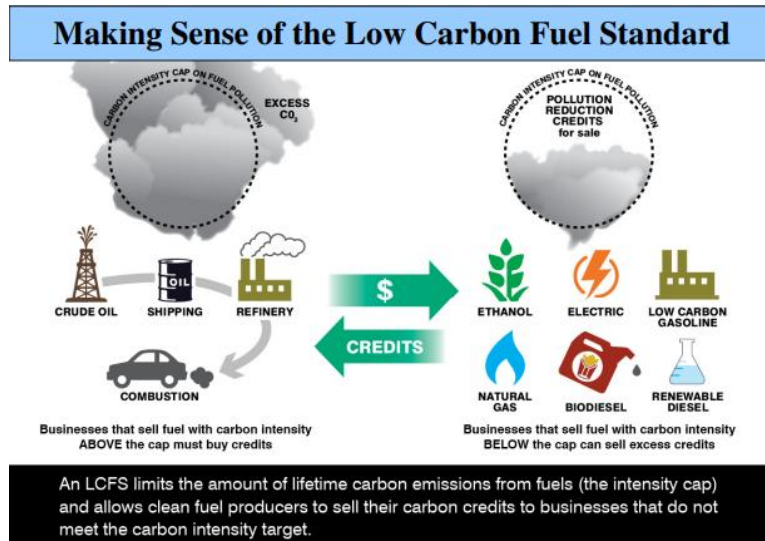 Making Sense of the Low Carbon Fuel Standard
CARBON INTENSITY CAP ON FUEL POLLUTION
EXCESS
CO₂
CRUDE OIL
OIL
SHIPPING
REFINERY
COMBUSTION
Businesses that sell fuel with carbon intensity
ABOVE the cap must buy credits
$
CREDITS
CARBON INTENSITY CAP ON FUEL POLLUTION
POLLUTION
REDUCTION
CREDITS
for sale
ETHANOL
ELECTRIC
LOW CARBON
GASOLINE
NATURAL
GAS
BIODIESEL
RENEWABLE
DIESEL
Businesses that sell fuel with carbon intensity
BELOW the cap can sell excess credits
An LCFS limits the amount of lifetime carbon emissions from fuels (the intensity cap)
and allows clean fuel producers to sell their carbon credits to businesses that do not
meet the carbon intensity target.